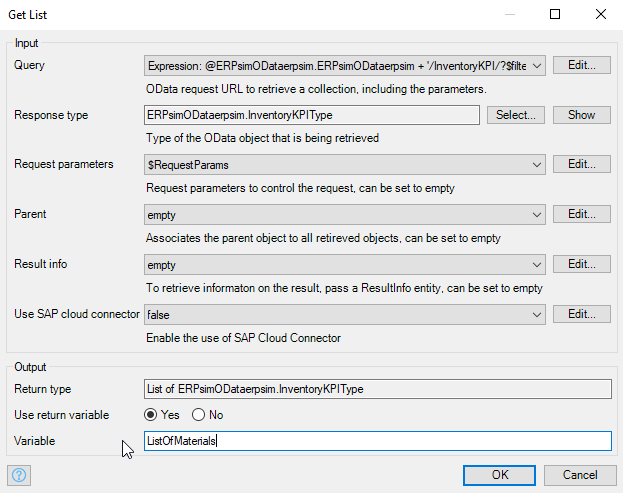 Get List
Input
Query
Expression: @ERPsimODataerpsim.ERPsimODataerpsim + '/InventoryKPI/?$filte
Edit...
OData request URL to retrieve a collection, including the parameters.
Response type
ERPsimODataerpsim.InventoryKPIType
Select...
Show
Type of the OData object that is being retrieved
Request parameters
$RequestParams
Edit...
Request parameters to control the request, can be set to empty
Parent
empty
Edit...
Associates the parent object to all retireved objects, can be set to empty
Result info
empty
Edit...
To retrieve informaton on the result, pass a ResultInfo entity, can be set to empty
Use SAP cloud connector
false
Edit...
Enable the use of SAP Cloud Connector
Output
Return type
List of ERPsimODataerpsim.InventoryKPIType
Use return variable
Yes
No
Variable
ListOfMaterials
?
OK
Cancel